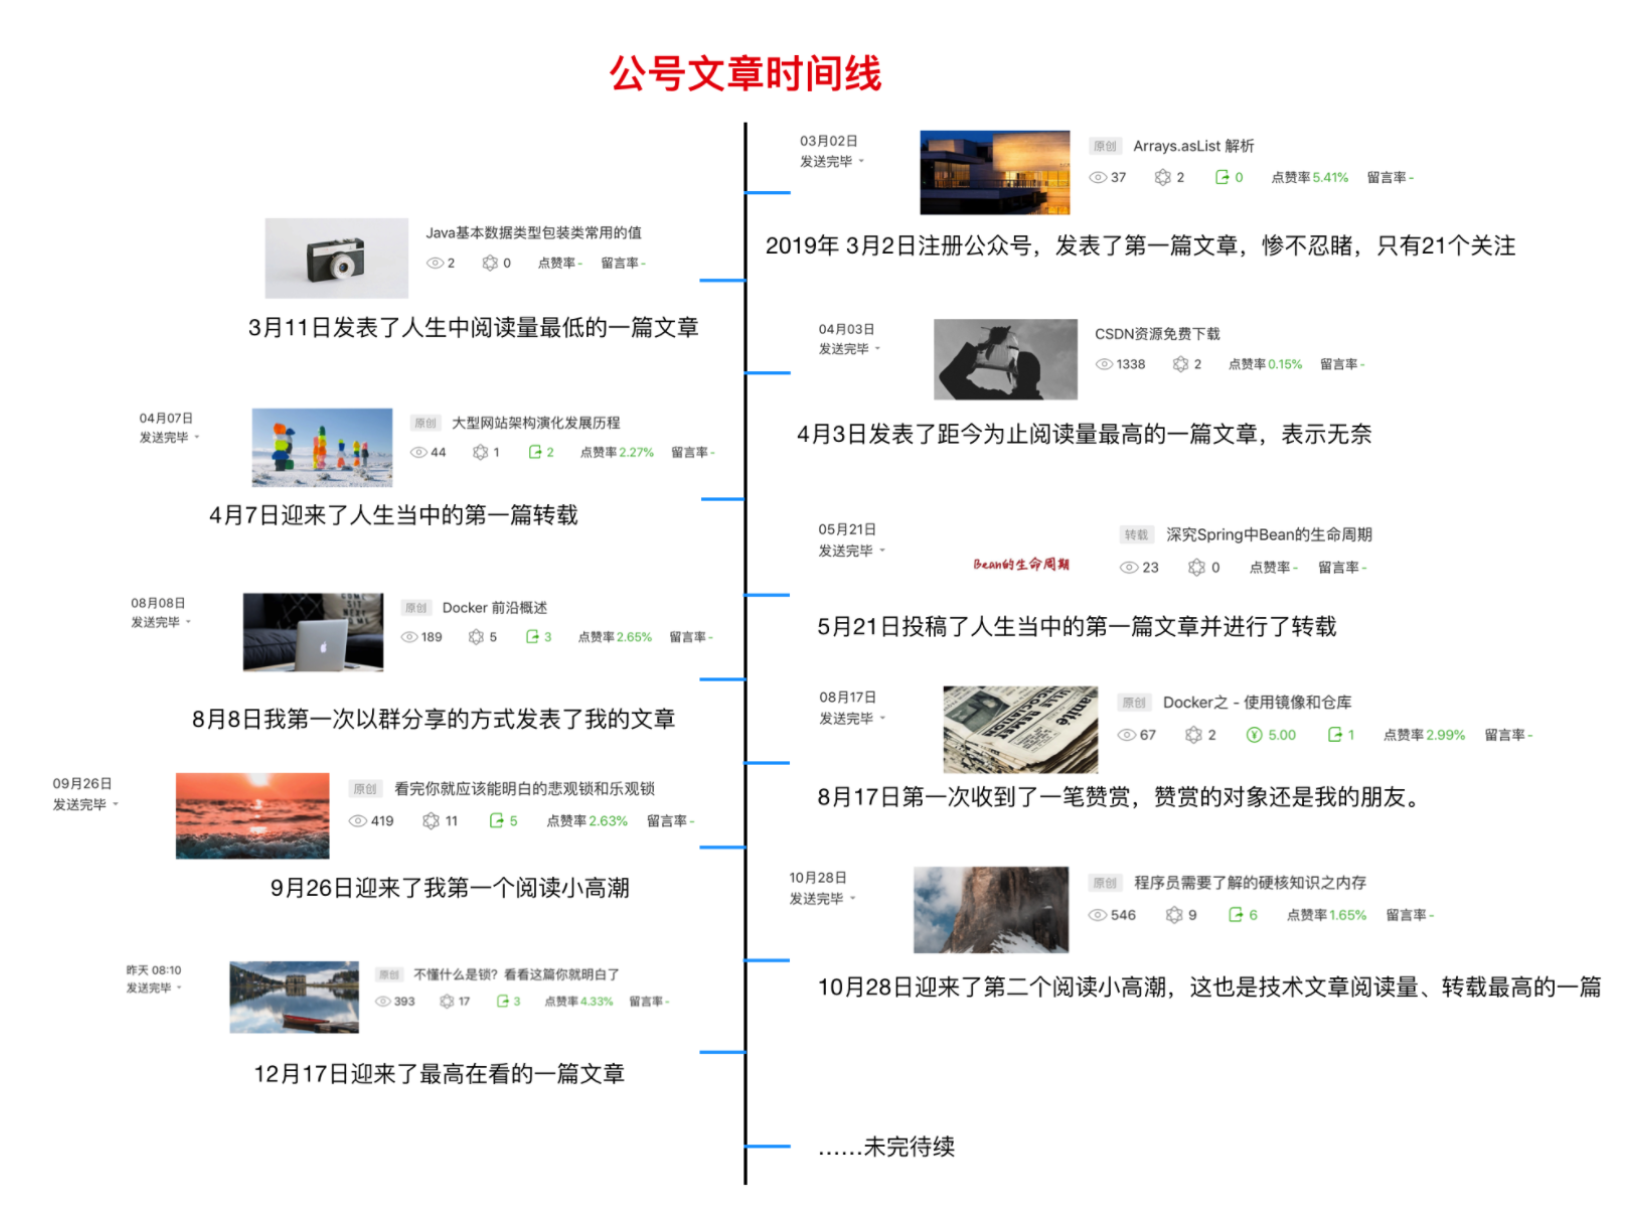 公号文章时间线
03月02日
发送完毕
原创 Arrays.asList 解析
37 2 0 点赞率5.41% 留言率-
2019年 3月2日注册公众号，发表了第一篇文章，惨不忍睹，只有21个关注
Java基本数据类型包装类常用的值
2 0 点赞率- 留言率-
3月11日发表了人生中阅读量最低的一篇文章
04月03日
发送完毕
CSDN资源免费下载
1338 2 点赞率0.15% 留言率-
4月3日发表了距今为止阅读量最高的一篇文章，表示无奈
04月07日
发送完毕
原创 大型网站架构演化发展历程
44 1 2 点赞率2.27% 留言率-
4月7日迎来了人生当中的第一篇转载
05月21日
发送完毕
Bean的生命周期
转载 深究Spring中Bean的生命周期
23 0 点赞率- 留言率-
5月21日投稿了人生当中的第一篇文章并进行了转载
08月08日
发送完毕
原创 Docker 前沿概述
189 5 3 点赞率2.65% 留言率-
8月8日我第一次以群分享的方式发表了我的文章
08月17日
发送完毕
原创 Docker之 - 使用镜像和仓库
67 2 ¥ 5.00 1 点赞率2.99% 留言率-
8月17日第一次收到了一笔赞赏，赞赏的对象还是我的朋友。
09月26日
发送完毕
原创 看完你就应该能明白的悲观锁和乐观锁
419 11 5 点赞率2.63% 留言率-
9月26日迎来了我第一个阅读小高潮
10月28日
发送完毕
原创 程序员需要了解的硬核知识之内存
546 9 6 点赞率1.65% 留言率-
10月28日迎来了第二个阅读小高潮，这也是技术文章阅读量、转载最高的一篇
昨天 08:10
发送完毕
原创 不懂什么是锁？看看这篇你就明白了
393 17 3 点赞率4.33% 留言率-
12月17日迎来了最高在看的一篇文章
......未完待续